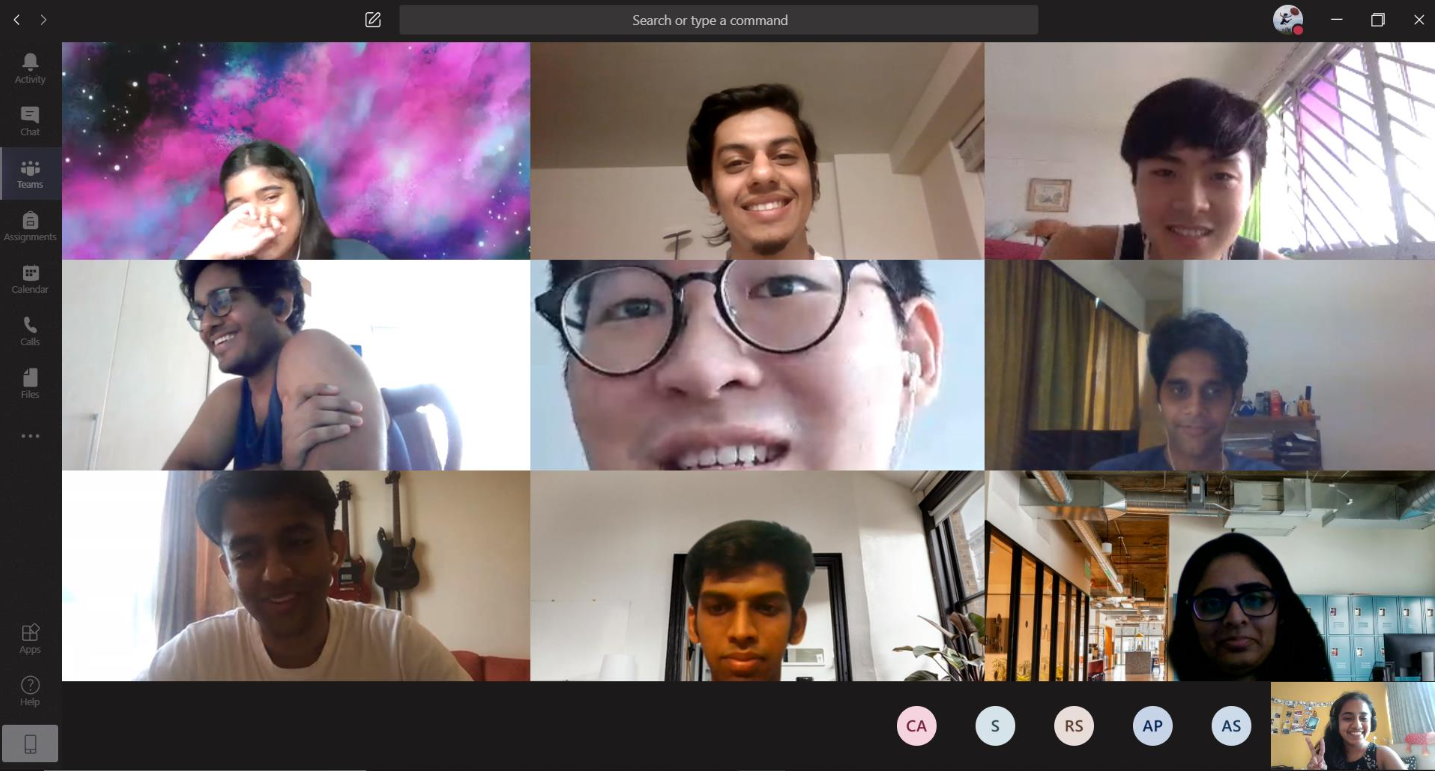 Search or type a command
Activity
Chat
Teams
Assignments
Calendar
Calls
Files
Apps
Help
CA
S
RS
AP
AS